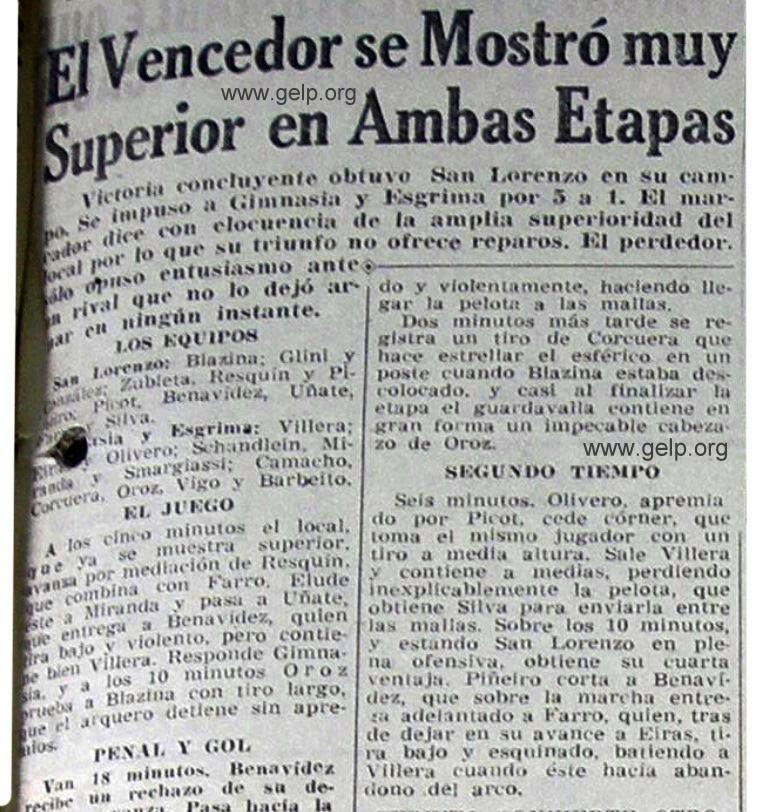 El Vencedor se Mostró muy
www.gelp.org
Superior en Ambas Etapas
Victoria concluyente obtuvo San Lorenzo en su cam-
po. Se impuso a Gimnasia y Esgrima por 5 a 1. El mar-
cador dice con elocuencia de la amplia superioridad del
local por lo que su triunfo no ofrece reparos. El perdedor.
sólo opuso entusiasmo ante
un rival que no lo dejó ar-
mar en ningún instante.
LOS EQUIPOS
San Lorenzo: Blazina; Glini y
González; Zubieta, Resquín y Pi-
ñeiro, Picot, Benavídez, Uñate,
Farro y Silva.
y Esgrima: Villera;
Eiras y Olivero; Schandlein, Mi-
randa y Smargiassi; Camacho,
Corcuera, Oroz, Vigo y Barbeito.
EL JUEGO
A los cinco minutos el local,
que ya se muestra superior,
avansa por mediación de Resquín,
que combina con Farro. Elude
éste a Miranda y pasa a Uñate,
que entrega a Benavídez, quien
tira bajo y violento, pero contie-
ne bien Villera. Responde Gimna-
sia, y a los 10 minutos Oroz
prueba a Blazina con tiro largo,
que el arquero detiene sin apre-
mios.
PENAL Y GOL
Van 18 minutos. Benavídez
recibe un rechazo de su de-
Pasa hacia la
do y violentamente, haciendo lle-
gar la pelota a las mallas.
Dos minutos más tarde se re-
gistra un tiro de Corcuera que
hace estrellar el esférico en un
poste cuando Blazina estaba des-
colocado, y casi al finalizar la
etapa el guardavalla contiene en
gran forma un impecable cabeza-
zo de Oroz.
www.gelp.org
SEGUNDO TIEMPO
Seis minutos. Olivero, apremia
do por Picot, cede córner, que
toma el mismo jugador con un
tiro a media altura. Sale Villera
y contiene a medias, perdiendo
inexplicablemente la pelota, que
obtiene Silva para enviarla entre
las mallas. Sobre los 10 minutos,
y estando San Lorenzo en ple-
na ofensiva, obtiene su cuarta
ventaja. Piñeiro corta a Benaví-
dez, que sobre la marcha entre-
ga adelantado a Farro, quien, tras
de dejar en su avance a Eiras, ti-
ra bajo y esquinado, batiendo a
Villera cuando éste hacía aban-
dono del arco.